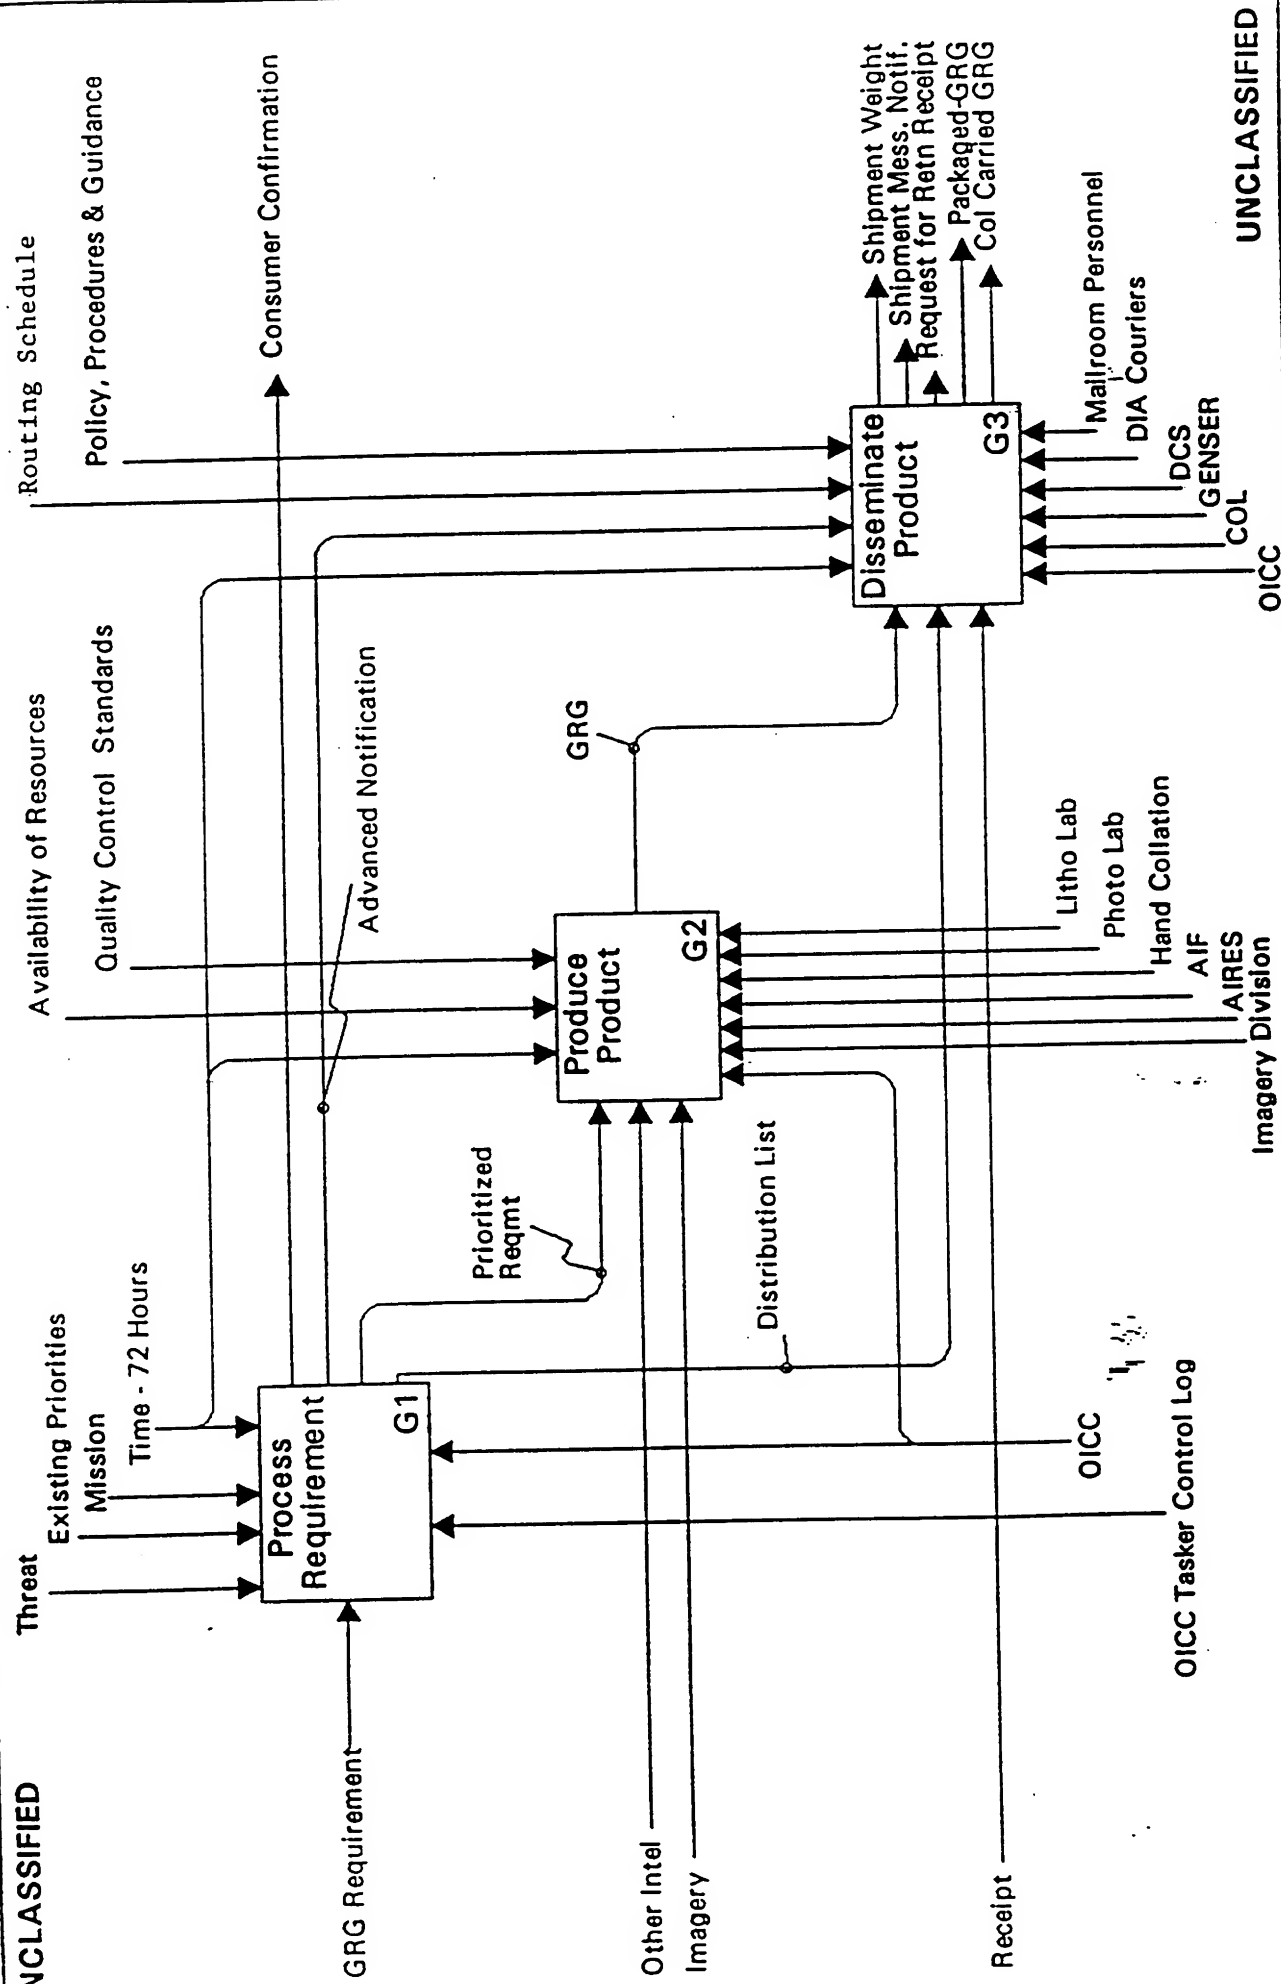 NCLASSIFIED
Threat
Existing Priorities
Mission
Time - 72 Hours
Availability of Resources
Quality Control Standards
Routing Schedule
Policy, Procedures & Guidance
Consumer Confirmation
Advanced Notification
GRG Requirement
Process
Requirement
G1
Prioritized
Reqmt
Produce
Product
G2
GRG
Other Intel
Imagery
Distribution List
Disseminate
Product
G3
Shipment Weight
Shipment Mess. Notif.
Request for Retn Receipt
Packaged-GRG
Col Carried GRG
Receipt
OICC
OICC Tasker Control Log
Litho Lab
Photo Lab
Hand Collation
AIF
AIRES
Imagery Division
Mailroom Personnel
DIA Couriers
DCS
GENSER
COL
OICC
UNCLASSIFIED